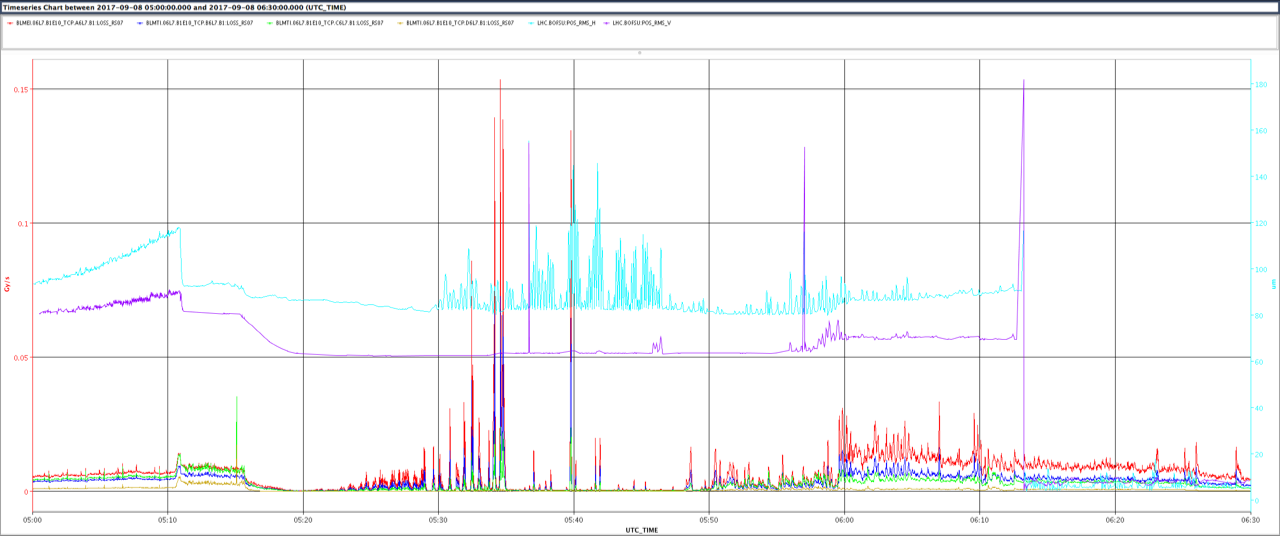 Timeseries Chart between 2017-09-08 05:00:00.000 and 2017-09-08 06:30:00.000 (UTC_TIME)
BLMEI.06L7.B1E10_TCP.A6L7.B1:LOSS_RS07 BLMTI.06L7.B1E10_TCP.B6L7.B1:LOSS_RS07 BLMTI.06L7.B1E10_TCP.C6L7.B1:LOSS_RS07 BLMTI.06L7.B1E10_TCP.D6L7.B1:LOSS_RS07 LHC.BOFSU:POS_RMS_H LHC.BOFSU:POS_RMS_V
0.15
0.1
0.05
0
Gy/s
180
160
140
120
100
80
60
40
20
0
um
05:00 05:10 05:20 05:30 05:40 05:50 06:00 06:10 06:20 06:30
UTC_TIME